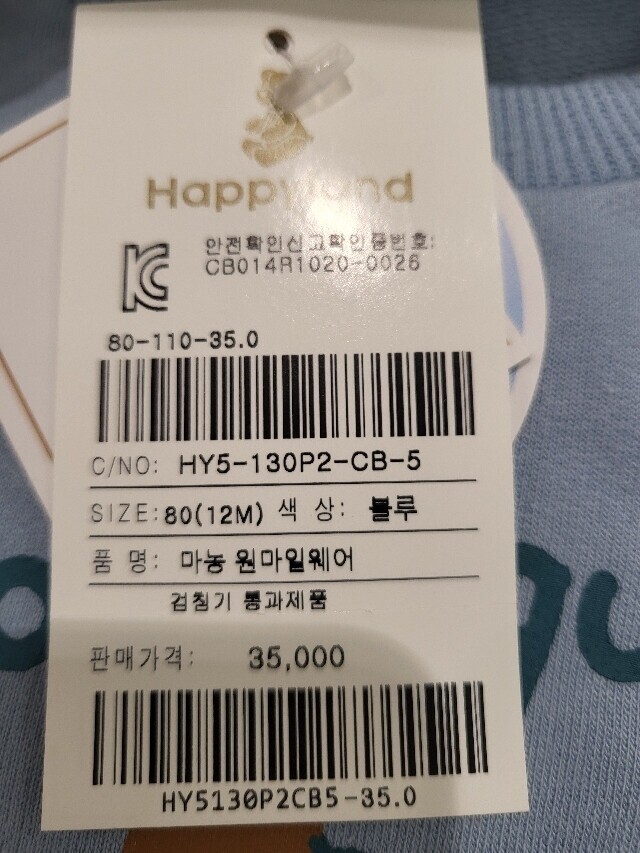 Happyland
안전확인신고확인증번호:
CB014R1020-0026
80-110-35.0
C/NO: HY5-130P2-CB-5
SIZE: 80(12M) 색 상: 블루
품 명: 마농 원마일웨어
검침기 통과제품
판매가격: 35,000
HY5130P2CB5-35.0